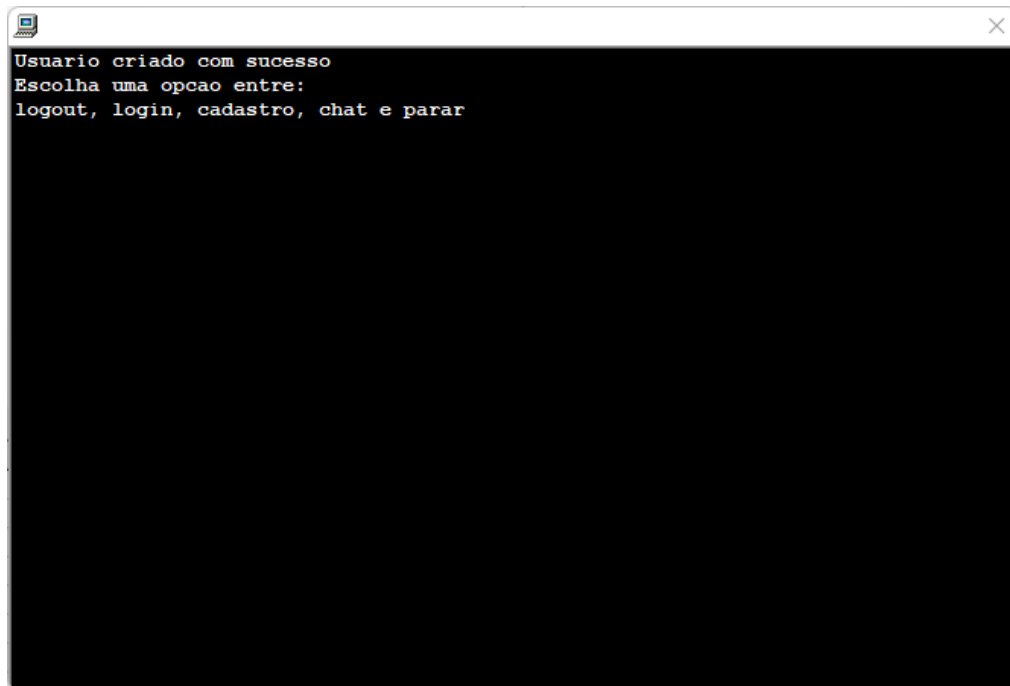 Usuario criado com sucesso
Escolha uma opcao entre:
logout, login, cadastro, chat e parar